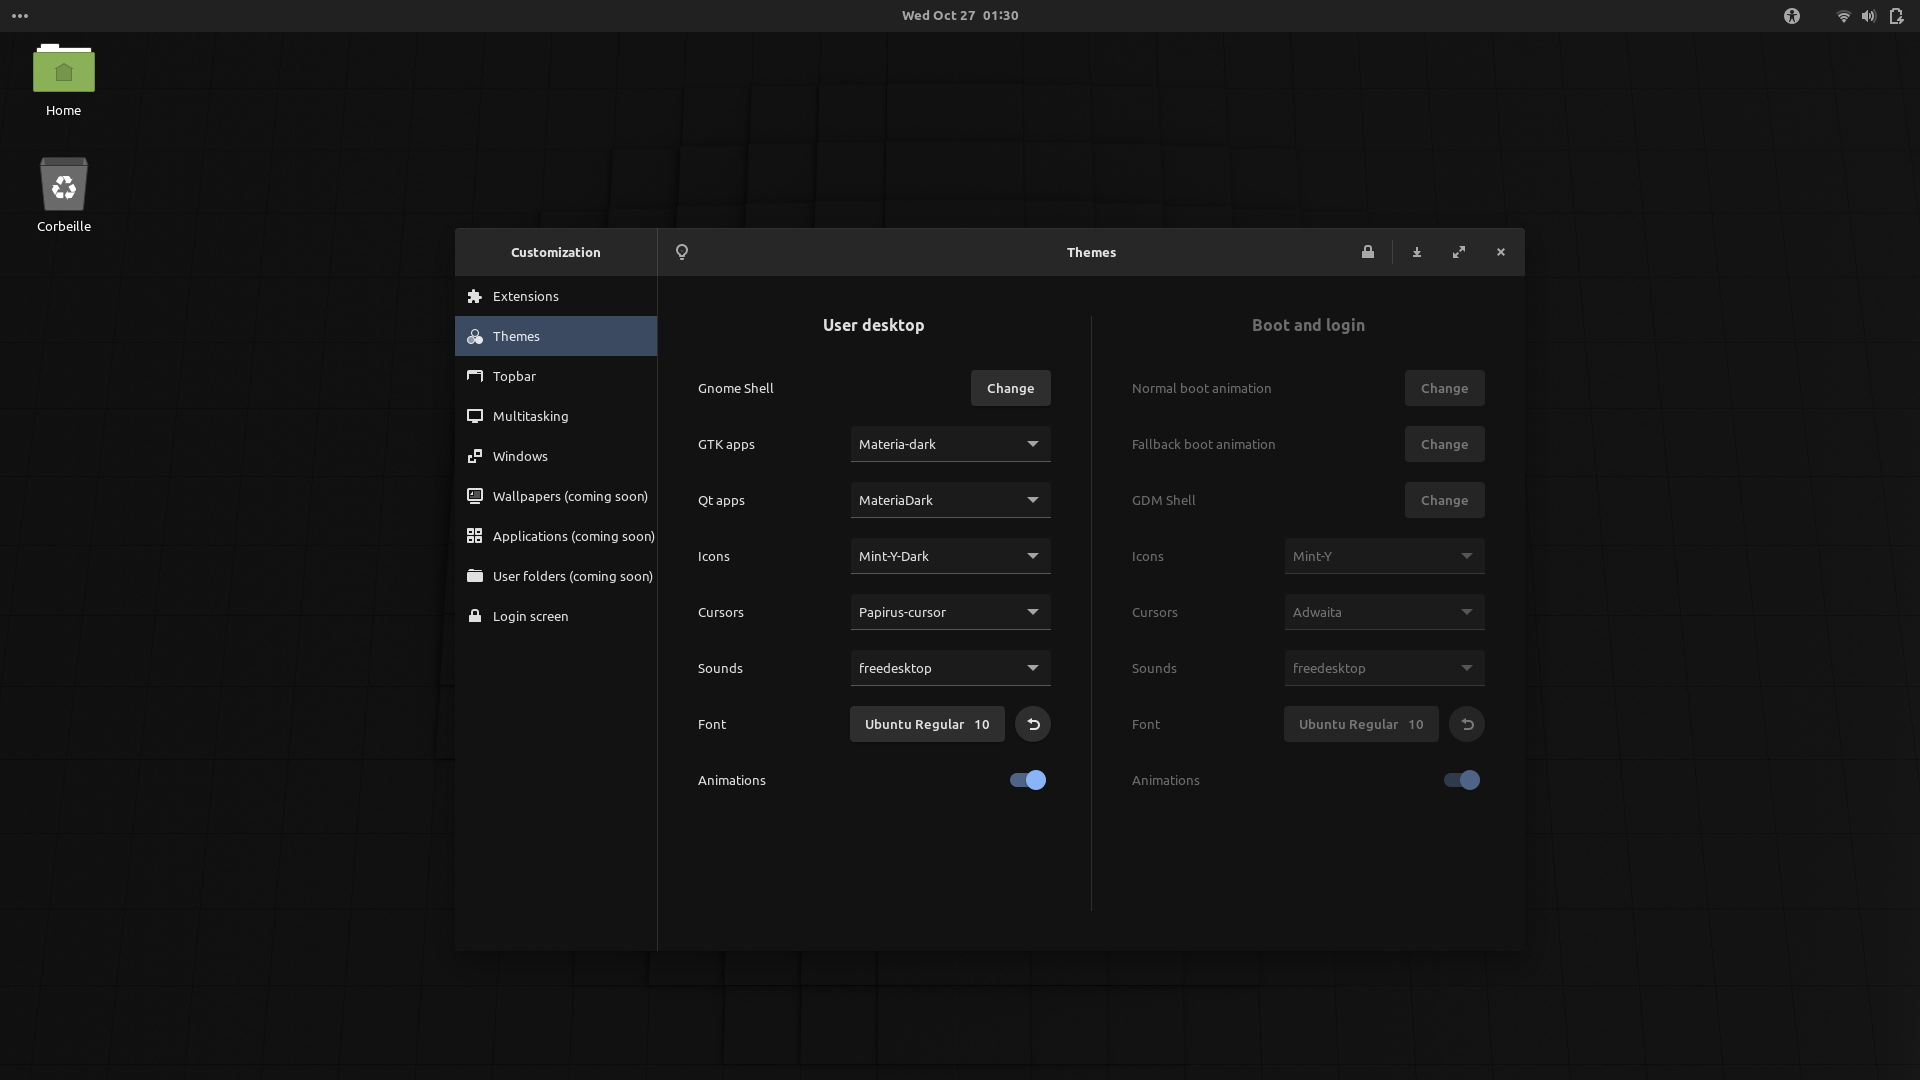 Wed Oct 27 01:30
Home
Corbeille
Customization
Themes
Extensions
Themes
Topbar
Multitasking
Windows
Wallpapers (coming soon)
Applications (coming soon)
User folders (coming soon)
Login screen
User desktop
Gnome Shell Change
GTK apps Materia-dark
Qt apps MateriaDark
Icons Mint-Y-Dark
Cursors Papirus-cursor
Sounds freedesktop
Font Ubuntu Regular 10
Animations
Boot and login
Normal boot animation Change
Fallback boot animation Change
GDM Shell Change
Icons Mint-Y
Cursors Adwaita
Sounds freedesktop
Font Ubuntu Regular 10
Animations